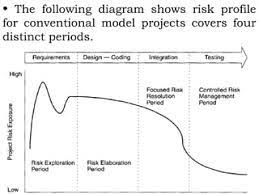 • The following diagram shows risk profile
for conventional model projects covers four
distinct periods.
Requirements
Design — Coding
Integration
Testing
High
Project Risk Exposure
Focused Risk
Resolution
Period
Controlled Risk
Management
Period
Risk Exploration
Period
Risk Elaboration
Period
Low